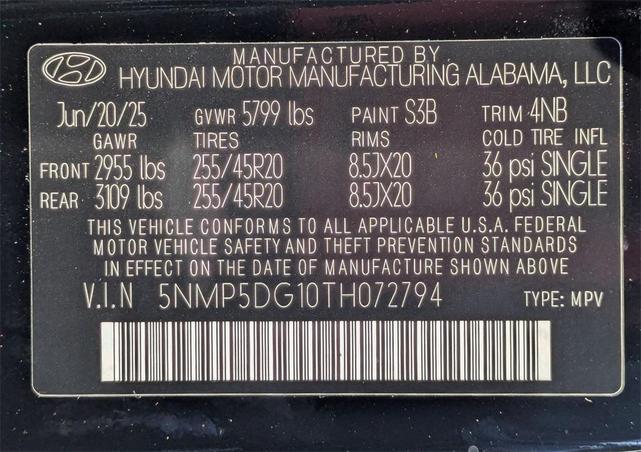 MANUFACTURED BY
HYUNDAI MOTOR MANUFACTURING ALABAMA, LLC
Jun/20/25 GVWR 5799 lbs PAINT S3B TRIM 4NB
GAWR TIRES RIMS COLD TIRE INFL
FRONT 2955 lbs 255/45R20 8.5JX20 36 psi SINGLE
REAR 3109 lbs 255/45R20 8.5JX20 36 psi SINGLE
THIS VEHICLE CONFORMS TO ALL APPLICABLE U.S.A. FEDERAL
MOTOR VEHICLE SAFETY AND THEFT PREVENTION STANDARDS
IN EFFECT ON THE DATE OF MANUFACTURE SHOWN ABOVE
V.I.N 5NMP5DG10TH072794 TYPE: MPV